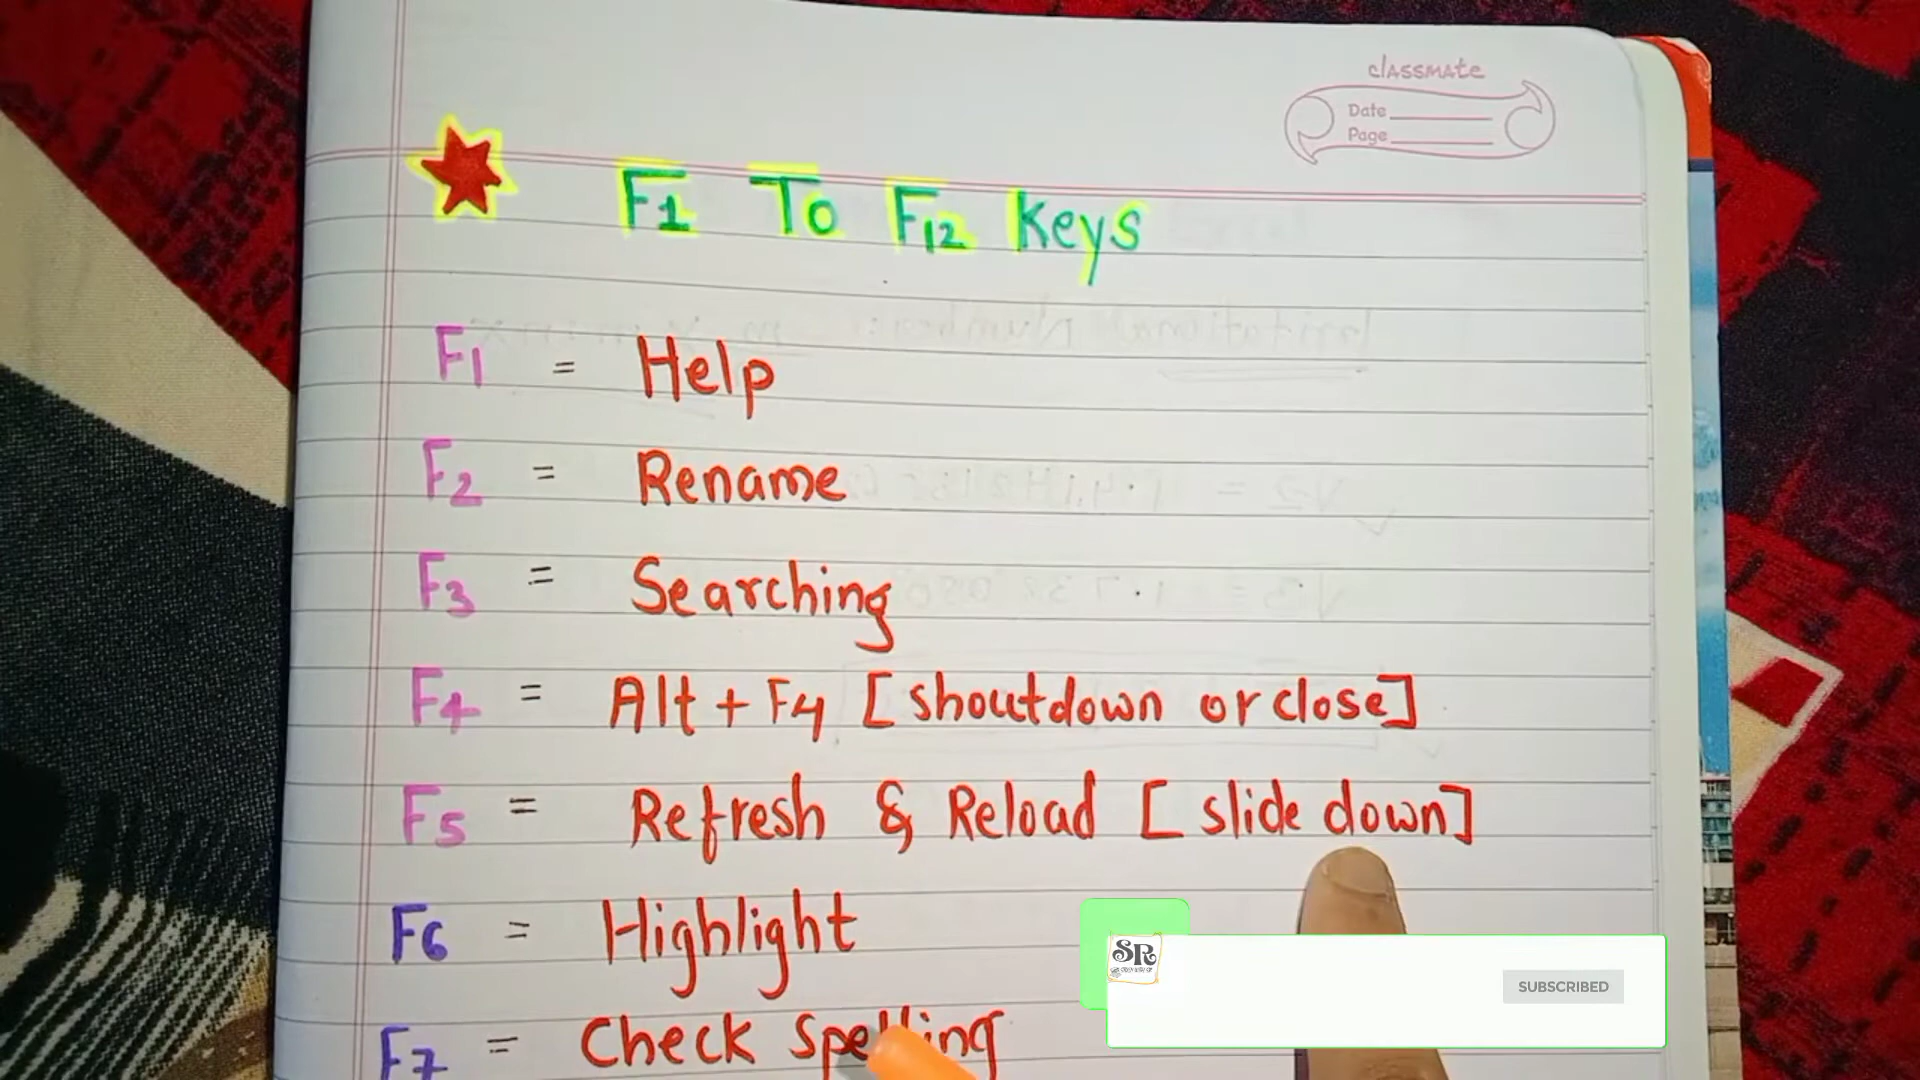 classmate
Date
Page
F1 To F12 Keys
F1 = Help
F2 = Rename
F3 = Searching
F4 = Alt + F4 [shoutdown or close]
F5 = Refresh & Reload [slide down]
F6 = Highlight
F7 = Check Spelling
SR
SUBSCRIBED